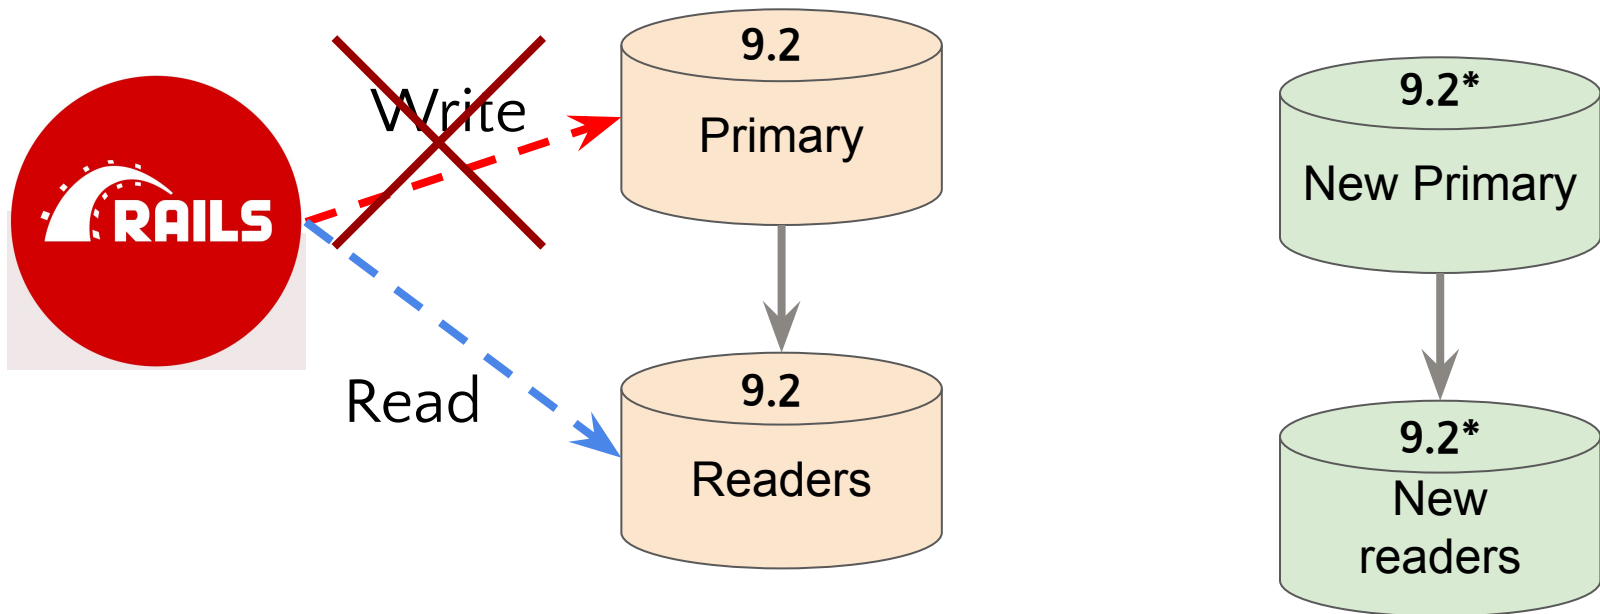 RAILS
Write
Read
9.2
Primary
9.2
Readers
9.2*
New Primary
9.2*
New
readers